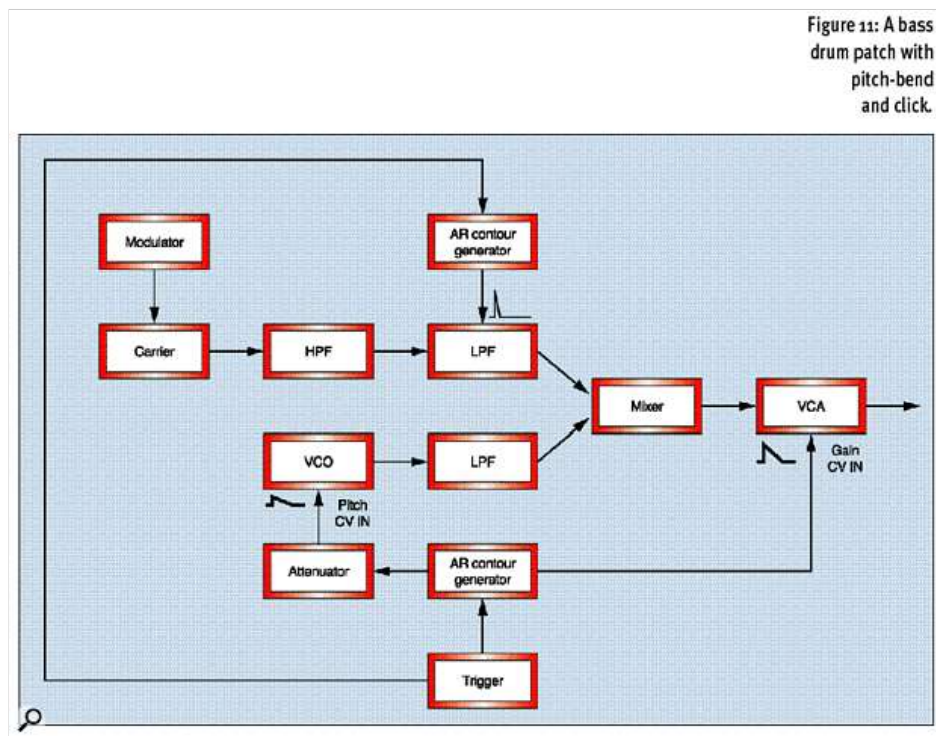 Figure 11: A bass
drum patch with
pitch-bend
and click.
Modulator
AR contour
generator
Carrier
HPF
LPF
Mixer
VCA
VCO
LPF
Gain
CV IN
Pitch
CV IN
Attenuator
AR contour
generator
Trigger